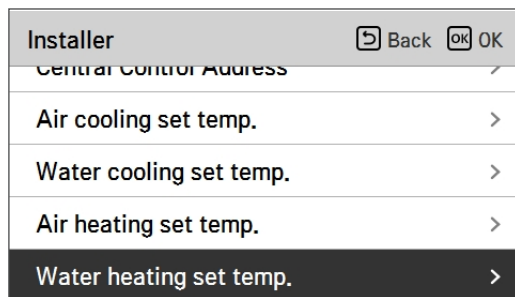 Installer Back OK OK
Central Control Address
Air cooling set temp.
Water cooling set temp.
Air heating set temp.
Water heating set temp.